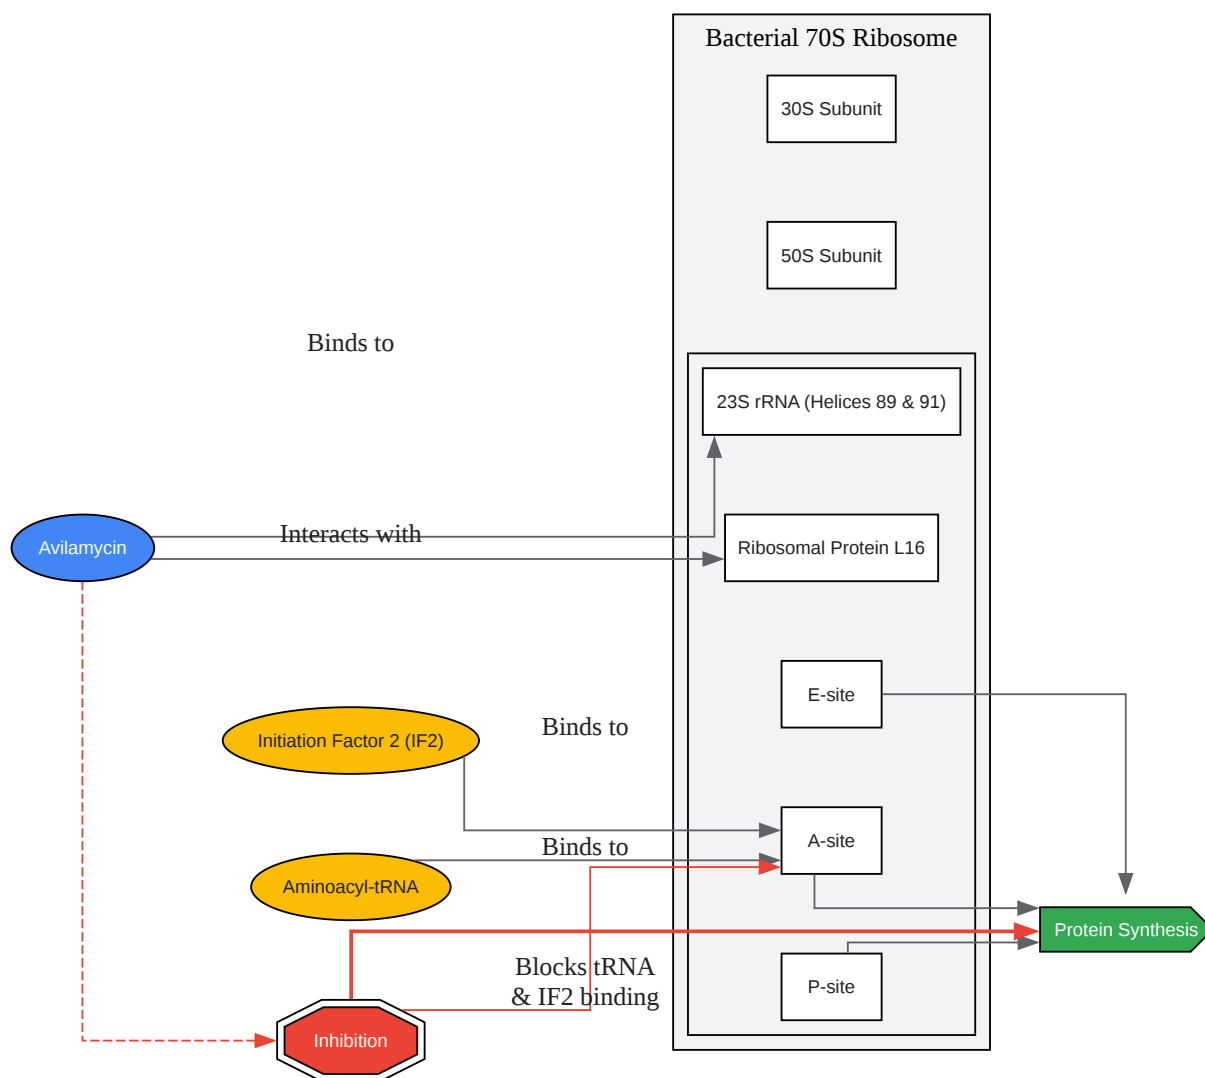 Bacterial 70S Ribosome
30S Subunit
50S Subunit
Binds to
23S rRNA (Helices 89 & 91)
Interacts with
Avilamycin
Ribosomal Protein L16
E-site
Binds to
Initiation Factor 2 (IF2)
A-site
Binds to
Aminoacyl-tRNA
Protein Synthesis
Blocks tRNA
& IF2 binding
P-site
Inhibition